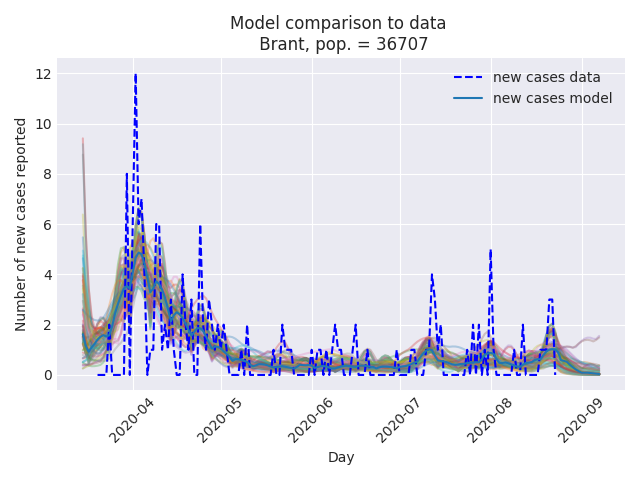 Model comparison to data
Brant, pop. = 36707
new cases data
new cases model
Number of new cases reported
12
10
8
6
4
2
0
2020-04
2020-05
2020-06
2020-07
2020-08
2020-09
Day